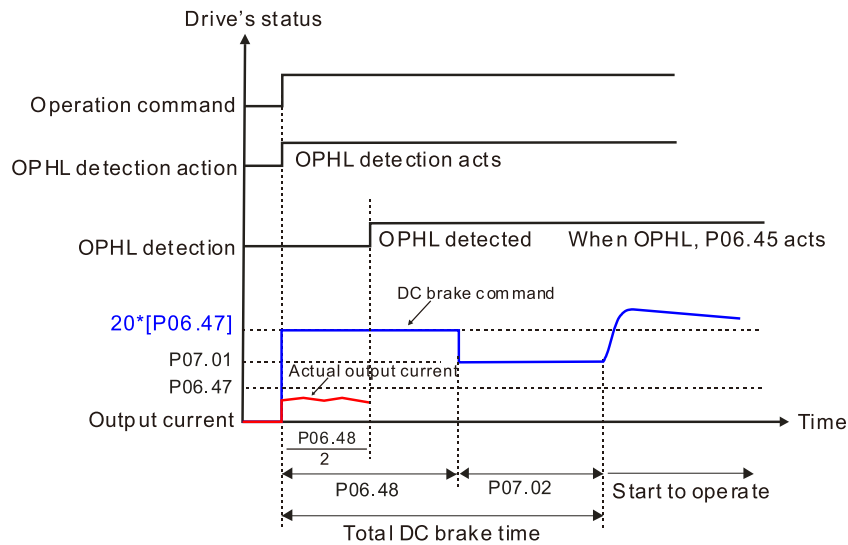 Drive's status
Operation command
OPHL detection action
OPHL detection acts
OPHL detection
OPHL detected
When OPHL, P06.45 acts
DC brake command
20*[P06.47]
P07.01
Actual output current
P06.47
Output current
Time
P06.48
2
P06.48
P07.02
Start to operate
Total DC brake time